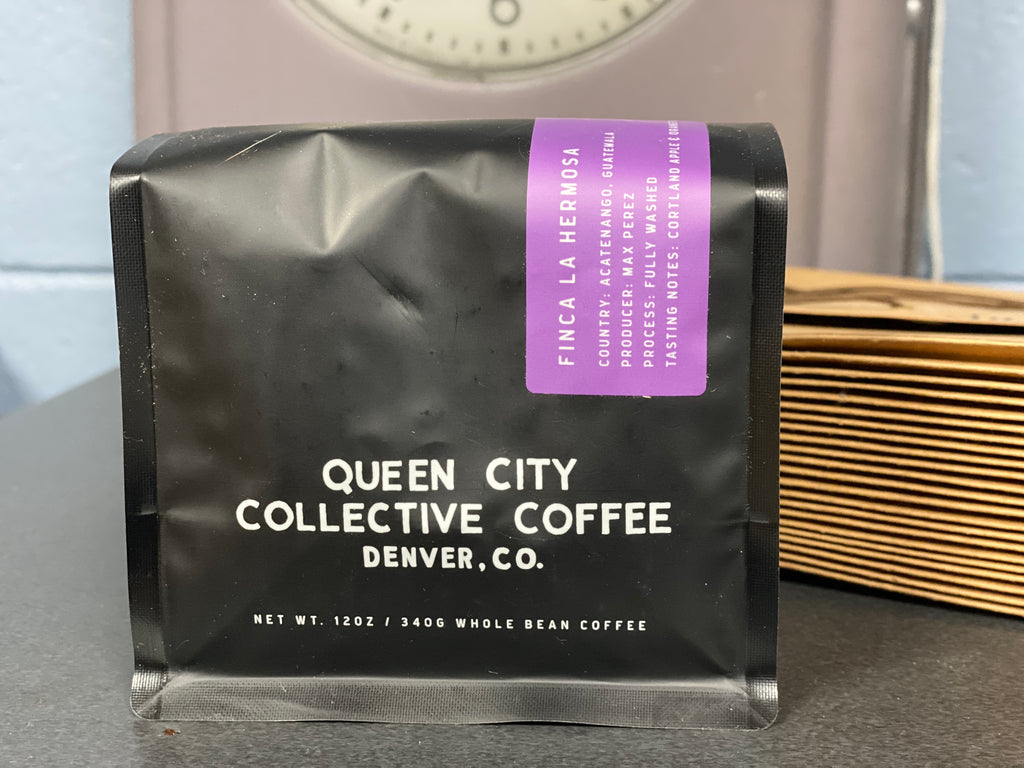 FINCA LA HERMOSA
COUNTRY: ACATENANGO, GUATEMALA
PRODUCER: MAX PEREZ
PROCESS: FULLY WASHED
TASTING NOTES: CORTLAND APPLE &
QUEEN CITY
COLLECTIVE COFFEE
DENVER, CO.
NET WT. 12OZ / 340G WHOLE BEAN COFFEE